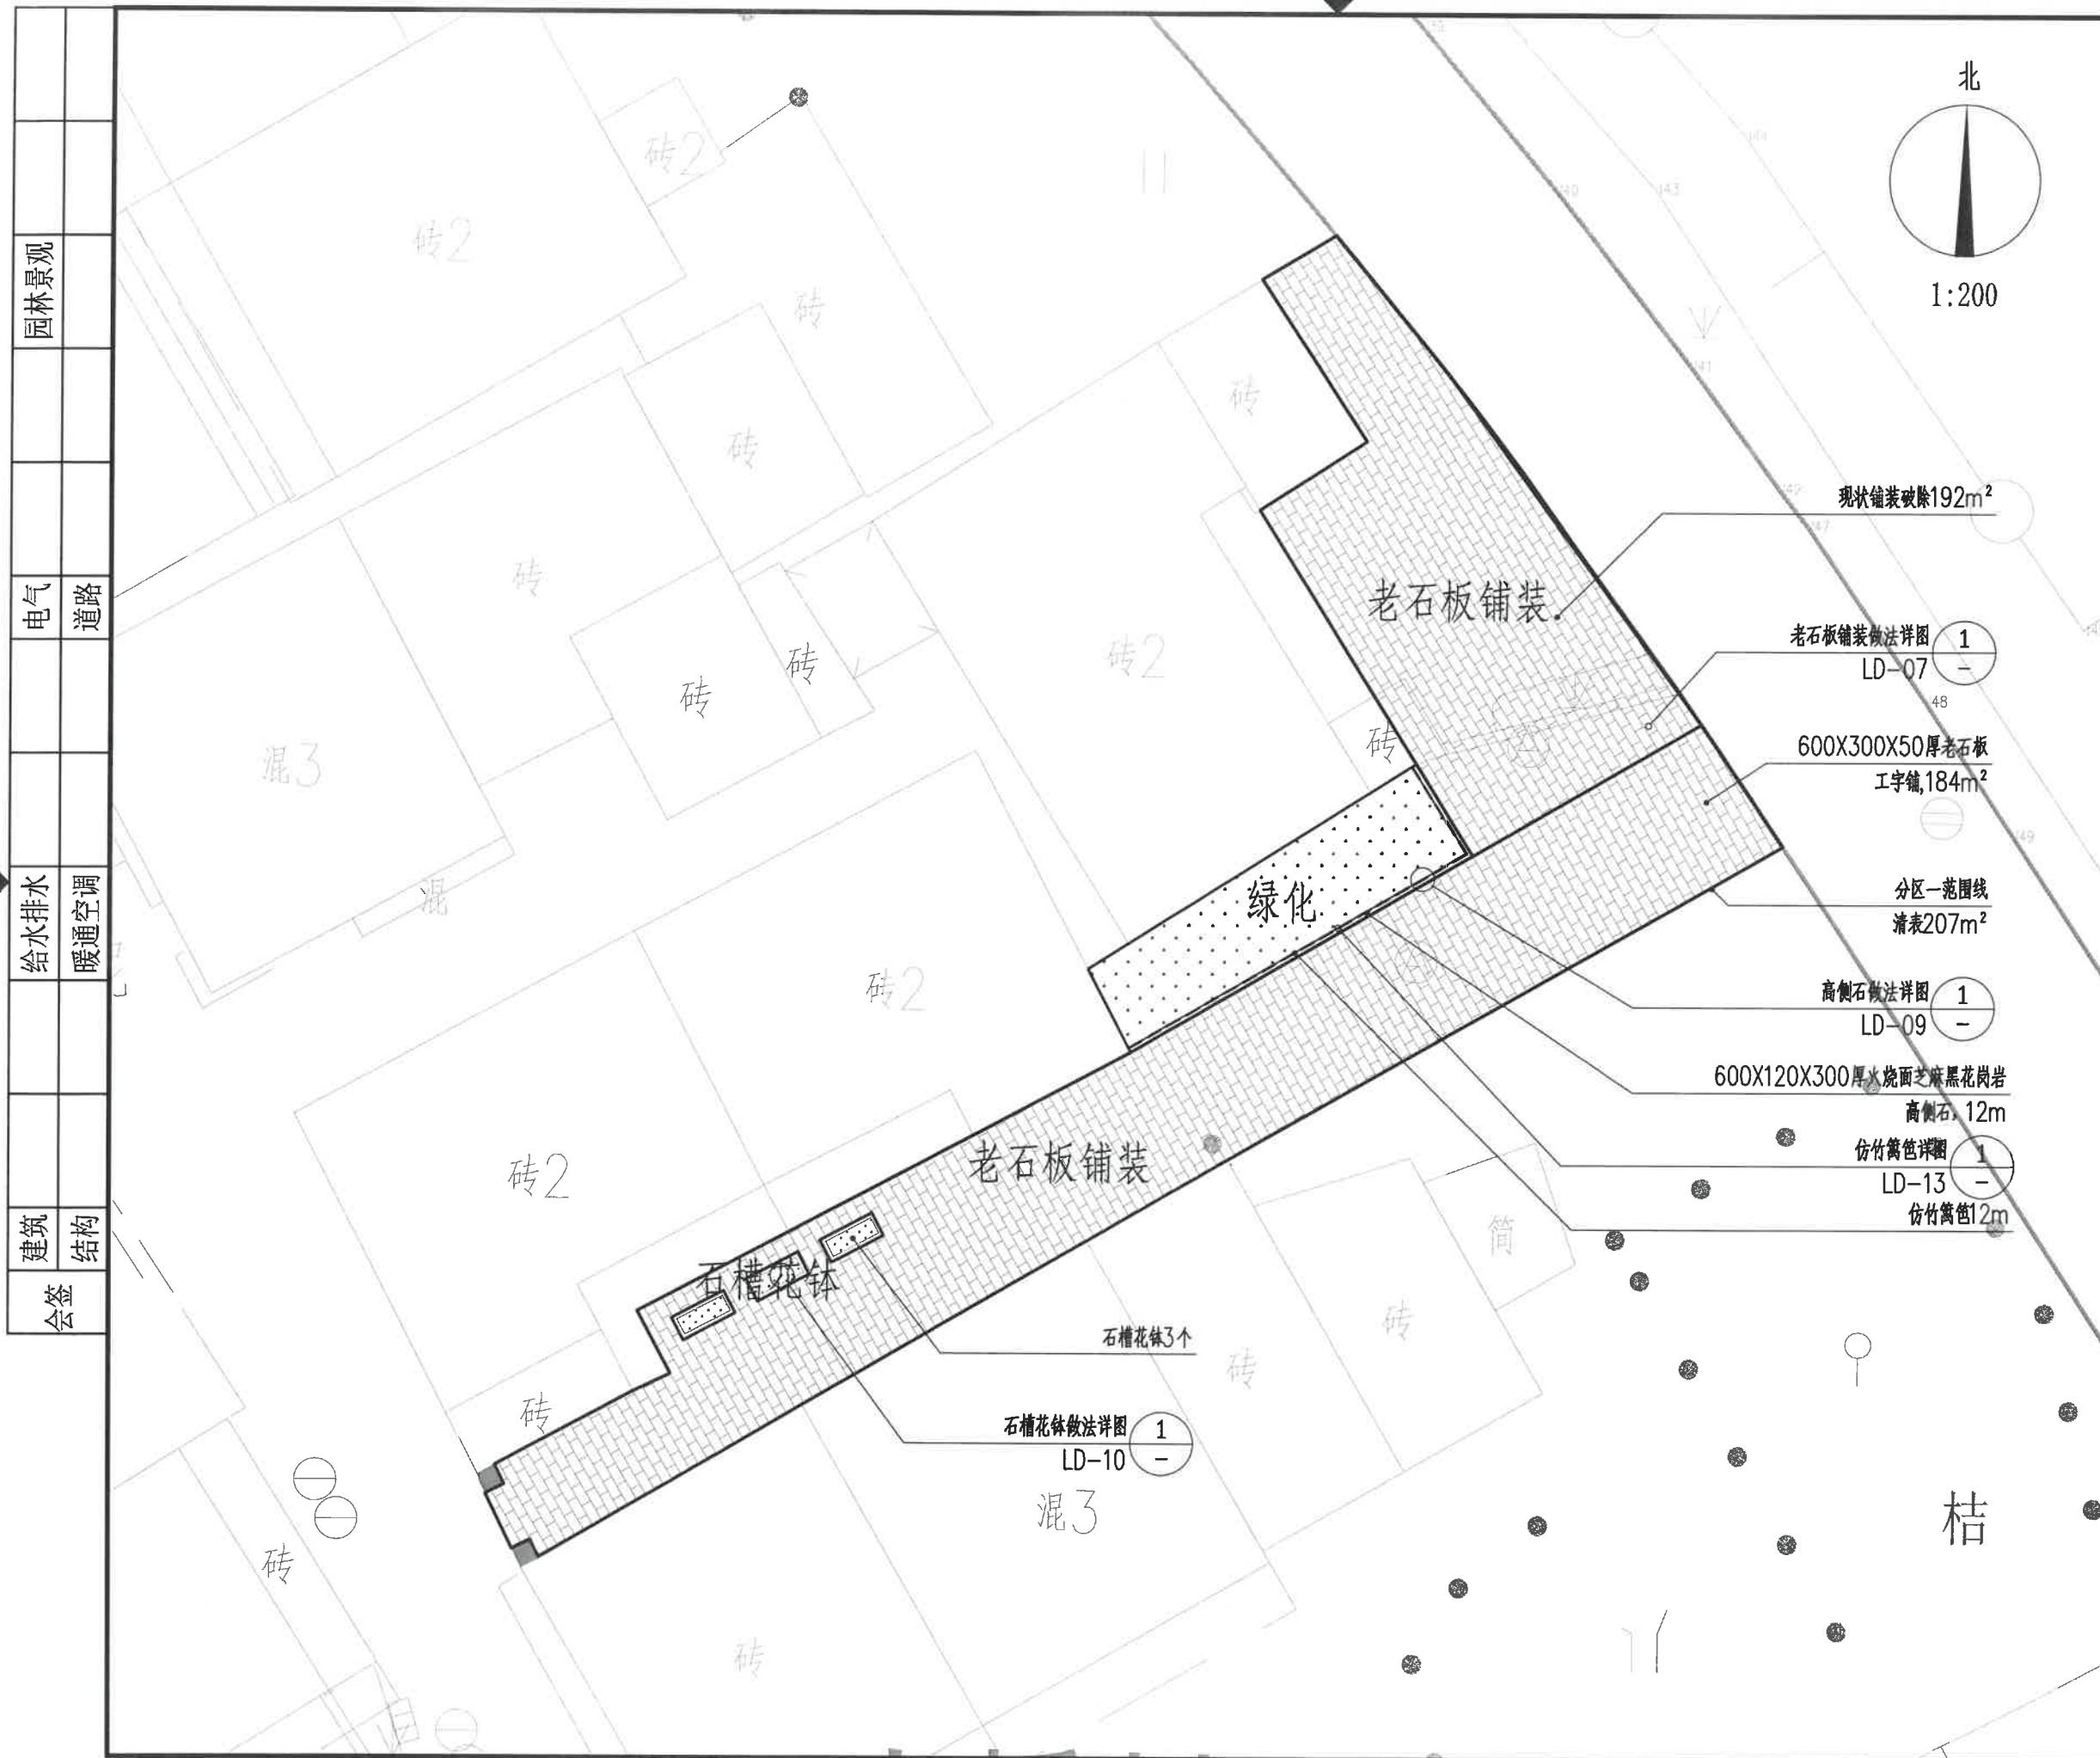 北
1:200
园林景观
电气
道路
给水排水
暖通空调
建筑
结构
会签
砖2
砖2
砖
砖
砖
砖
砖
砖
砖2
砖
混3
混
砖2
砖2
砖
砖
砖
砖
砖
简
混3
桔
老石板铺装
绿化
老石板铺装
石槽花钵
现状铺装破除192m²
老石板铺装做法详图
LD-07
1
-
48
600X300X50厚老石板
工字铺,184m²
分区一范围线
清表207m²
高侧石做法详图
LD-09
1
-
600X120X300厚火烧面芝麻黑花岗岩
高侧石, 12m
仿竹篱笆详图
LD-13
1
-
仿竹篱笆12m
石槽花钵3个
石槽花钵做法详图
LD-10
1
-